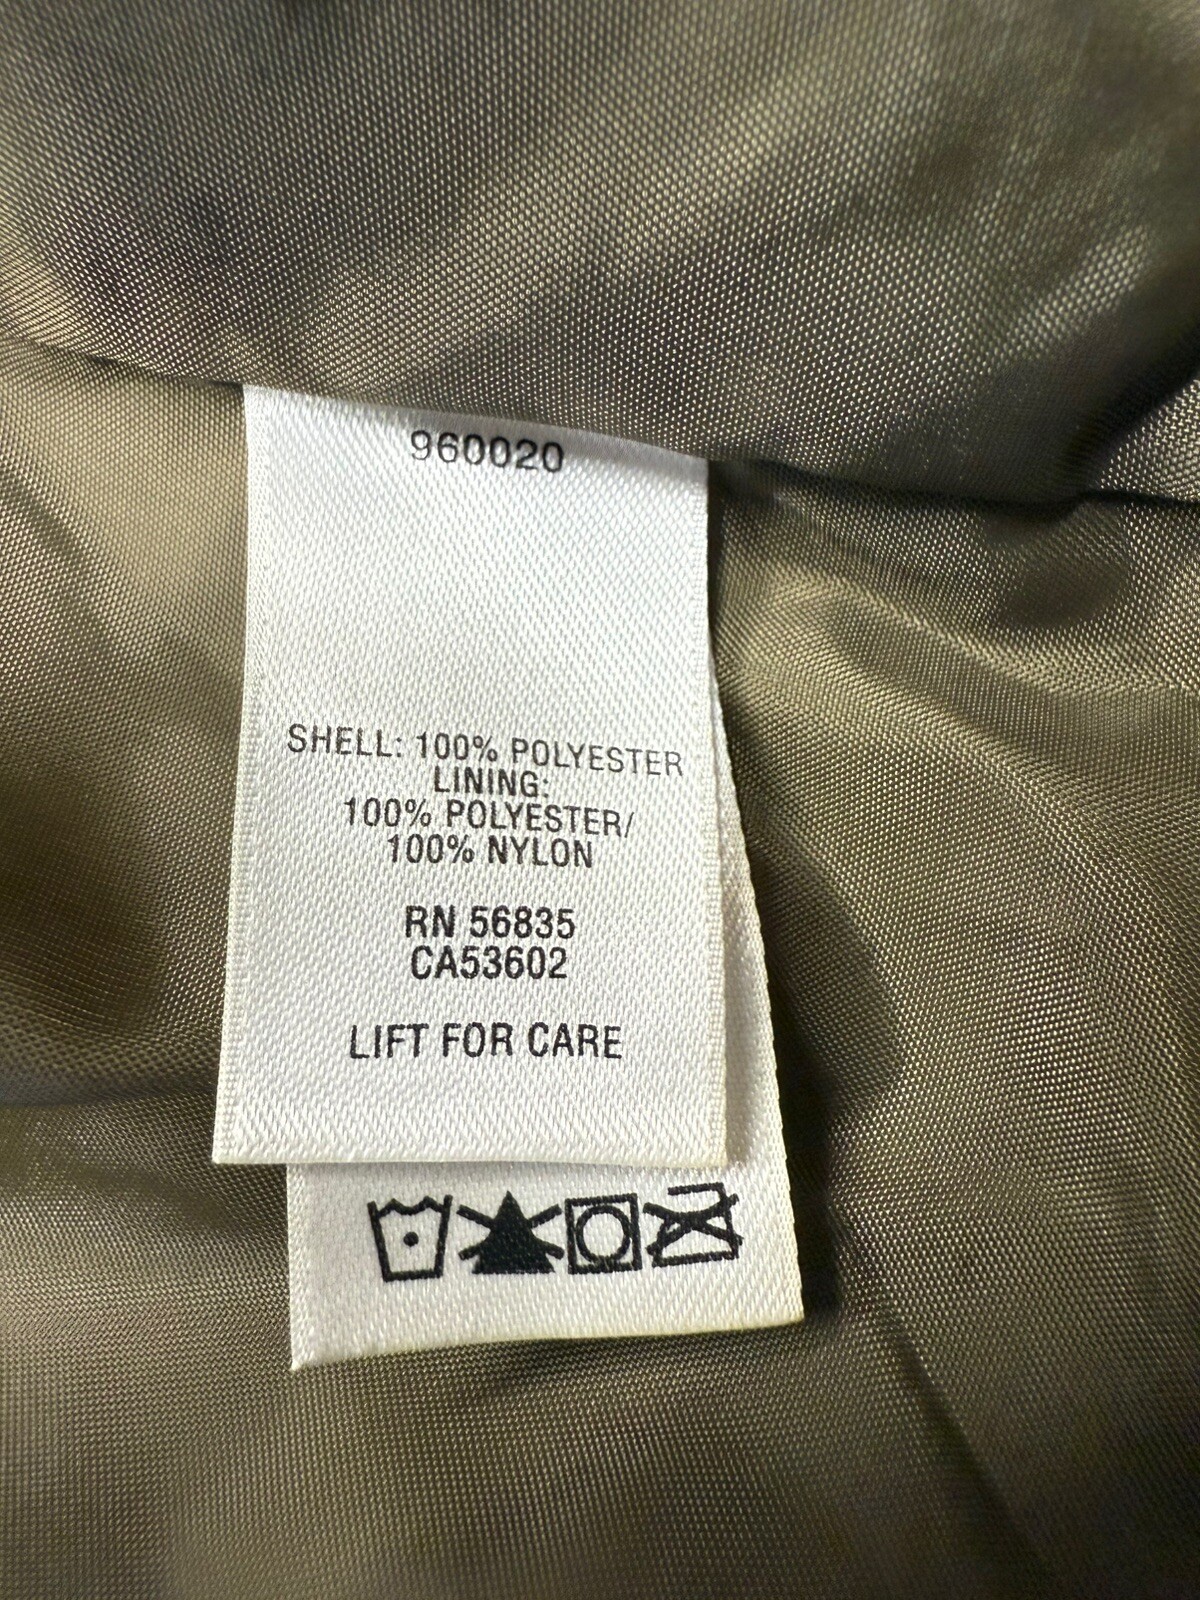 960020
SHELL: 100% POLYESTER
LINING:
100% POLYESTER/
100% NYLON
RN 56835
CA53602
LIFT FOR CARE